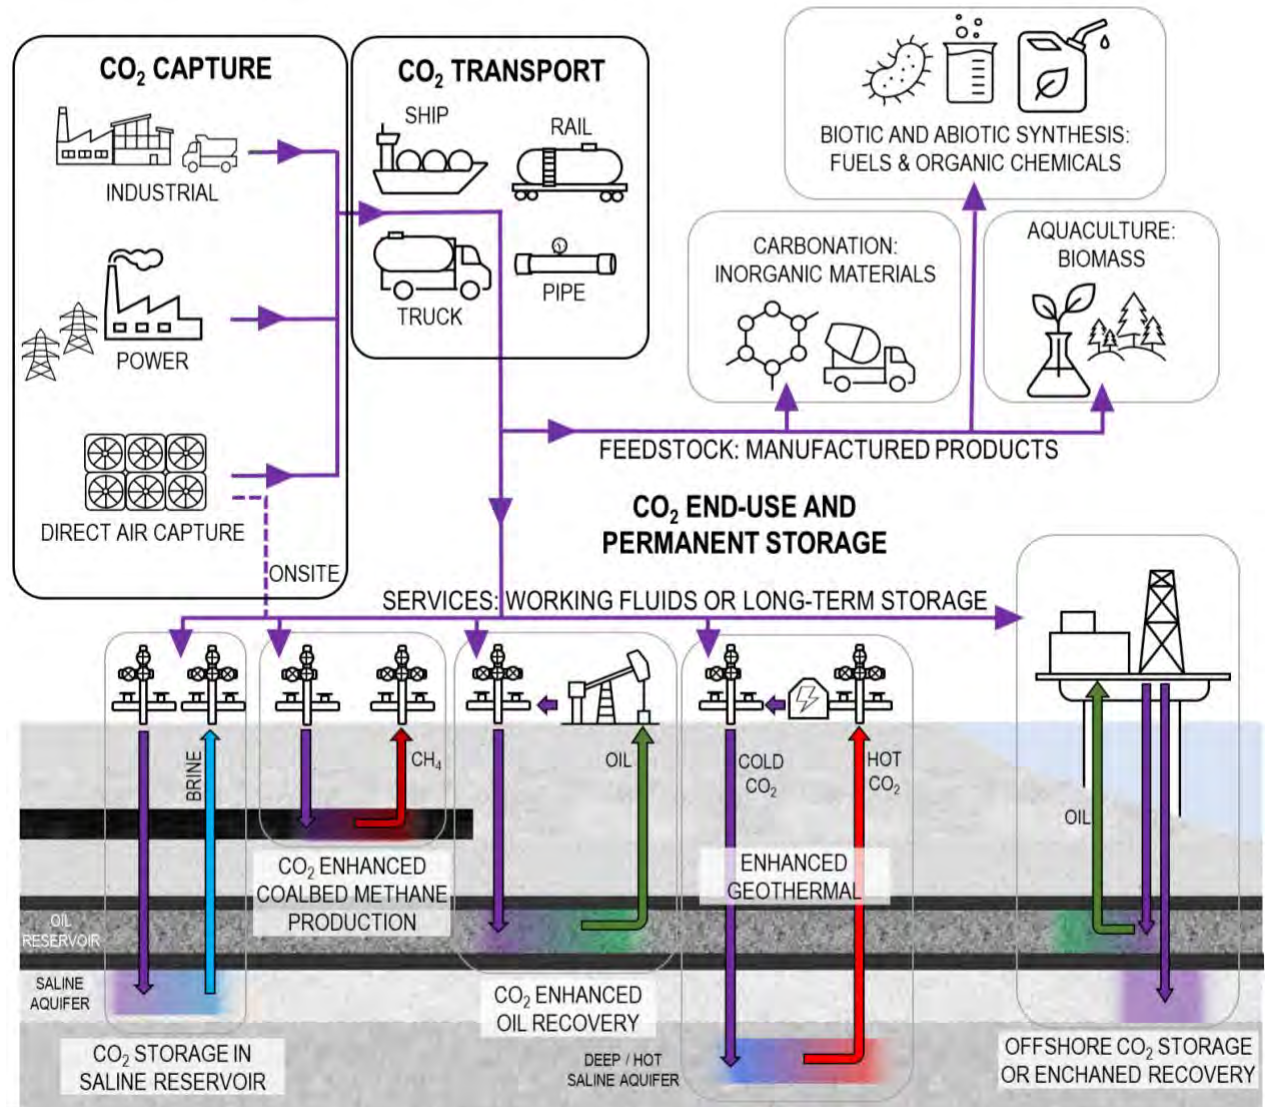 CO₂ CAPTURE
INDUSTRIAL
POWER
DIRECT AIR CAPTURE
ONSITE
CO₂ TRANSPORT
SHIP
RAIL
TRUCK
PIPE
BIOTIC AND ABIOTIC SYNTHESIS:
FUELS & ORGANIC CHEMICALS
CARBONATION:
INORGANIC MATERIALS
AQUACULTURE:
BIOMASS
FEEDSTOCK: MANUFACTURED PRODUCTS
CO₂ END-USE AND
PERMANENT STORAGE
SERVICES: WORKING FLUIDS OR LONG-TERM STORAGE
BRINE
CH₄
OIL
COLD
CO₂
HOT
CO₂
OIL
CO₂ ENHANCED
COALBED METHANE
PRODUCTION
ENHANCED
GEOTHERMAL
OIL
RESERVOIR
SALINE
AQUIFER
CO₂ STORAGE IN
SALINE RESERVOIR
CO₂ ENHANCED
OIL RECOVERY
DEEP / HOT
SALINE AQUIFER
OFFSHORE CO₂ STORAGE
OR ENCHANED RECOVERY